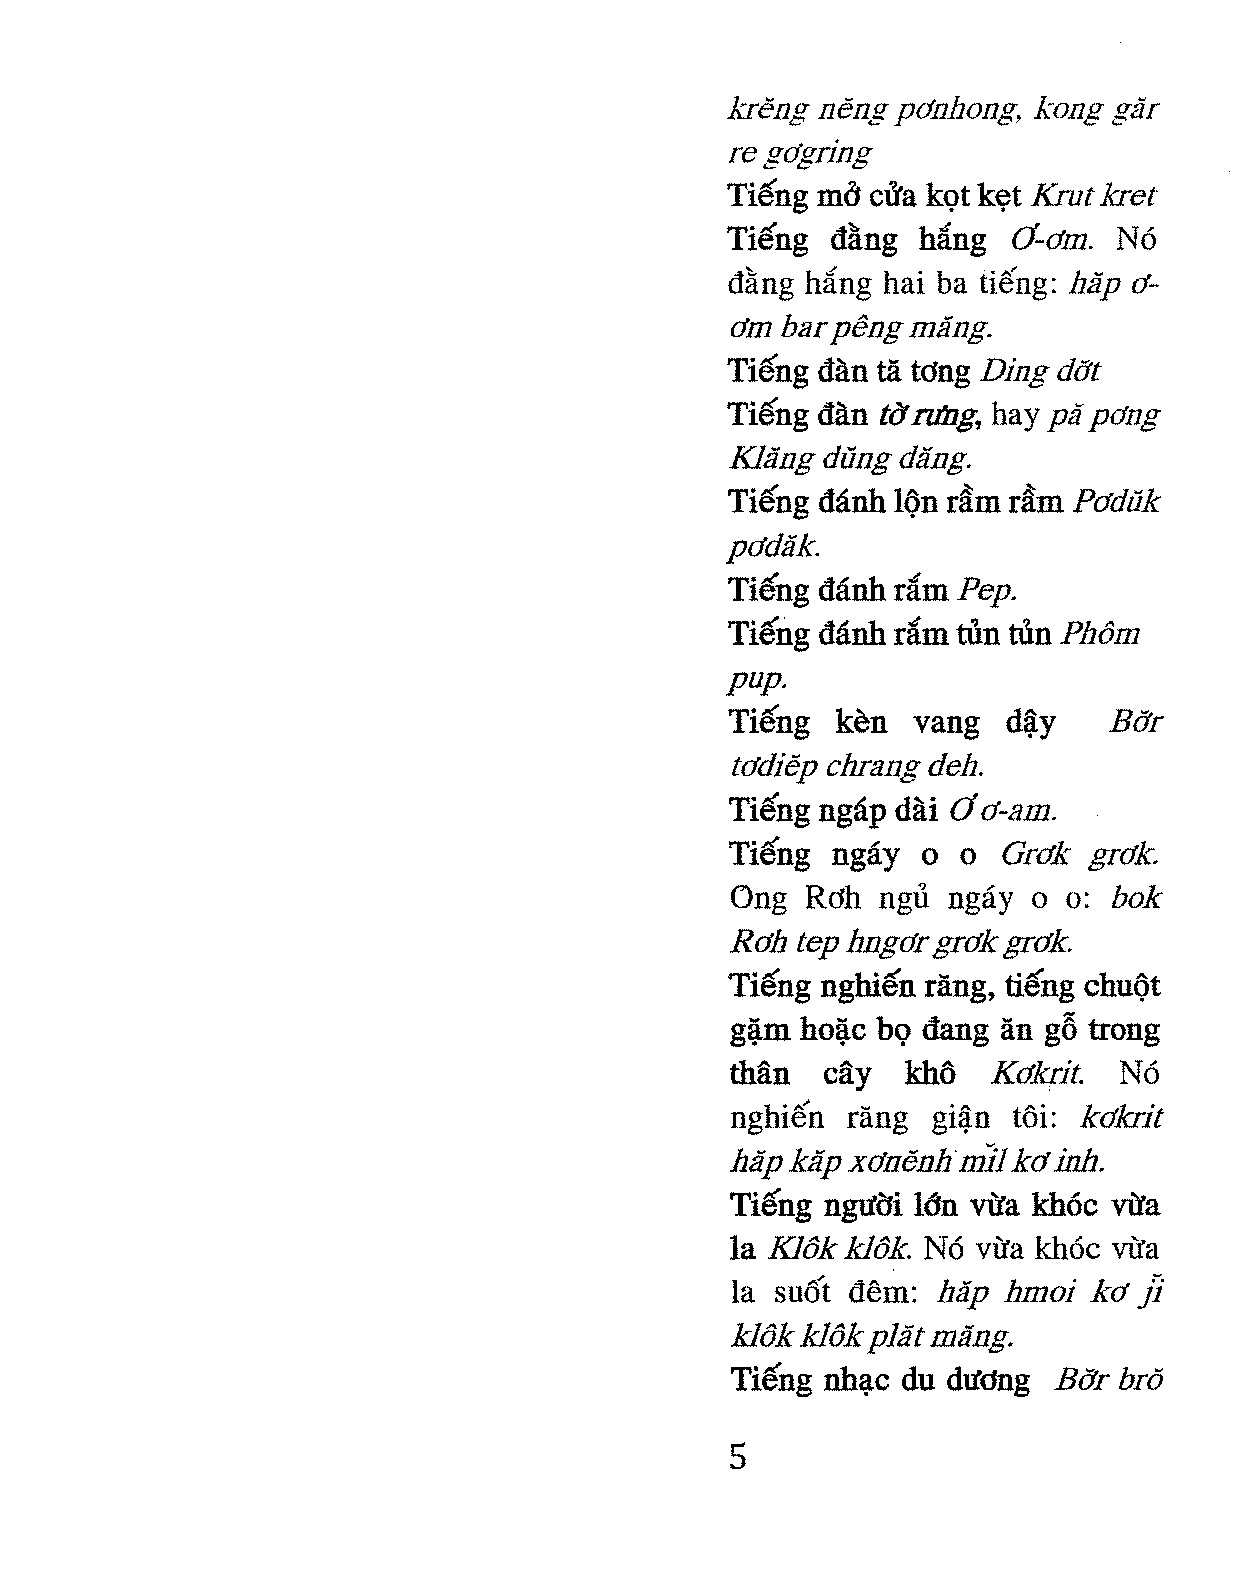 krĕng nĕng pơnhong, kong găr
re gơgring
Tiếng mở cửa kọt kẹt Krut kret
Tiếng đằng hắng Ơ-ơm. Nó
đằng hắng hai ba tiếng: hăp ơ-
ơm bar pêng măng.
Tiếng đàn tă tơng Ding dơ̆t
Tiếng đàn tờ rưng, hay pă pơng
Klăng dŭng dăng.
Tiếng đánh lộn rầm rầm Pơdŭk
pơdăk.
Tiếng đánh rắm Pep.
Tiếng đánh rắm tủn tủn Phôm
pup.
Tiếng kèn vang dậy Bơ̆r
tơdiĕp chrang deh.
Tiếng ngáp dài Ơ ơ-am.
Tiếng ngáy o o Grơk grơk.
Ong Rơh ngủ ngáy o o: bok
Rơh tep hngơr grơk grơk.
Tiếng nghiến răng, tiếng chuột
gặm hoặc bọ đang ăn gỗ trong
thân cây khô Kơkrit. Nó
nghiến răng giận tôi: kơkrit
hăp kăp xơnĕnh mĭl kơ inh.
Tiếng người lớn vừa khóc vừa
la Klôk klôk. Nó vừa khóc vừa
la suốt đêm: hăp hmoi kơ jĭ
klôk klôk plăt măng.
Tiếng nhạc du dương Bơ̆r brŏ
5